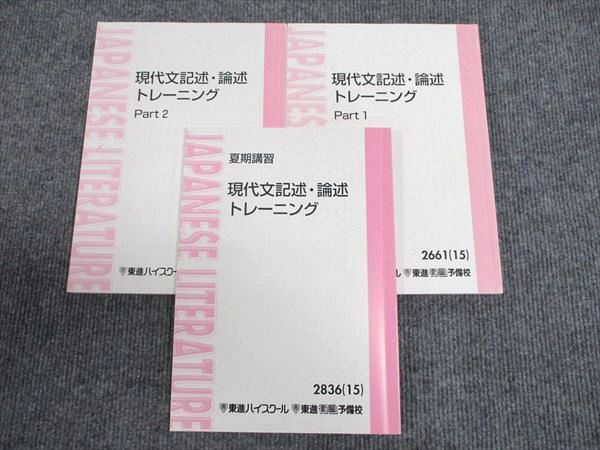 JAPANESE LITERATURE
現代文記述・論述
トレーニング
Part 2
東進ハイスクー
現代文記述・論述
トレーニング
Part 1
2661(15)
ール 東進衛星予備校
JAPANESE LITERATURE
夏期講習
現代文記述・論述
トレーニング
2836(15)
東進ハイスクール 東進衛星予備校